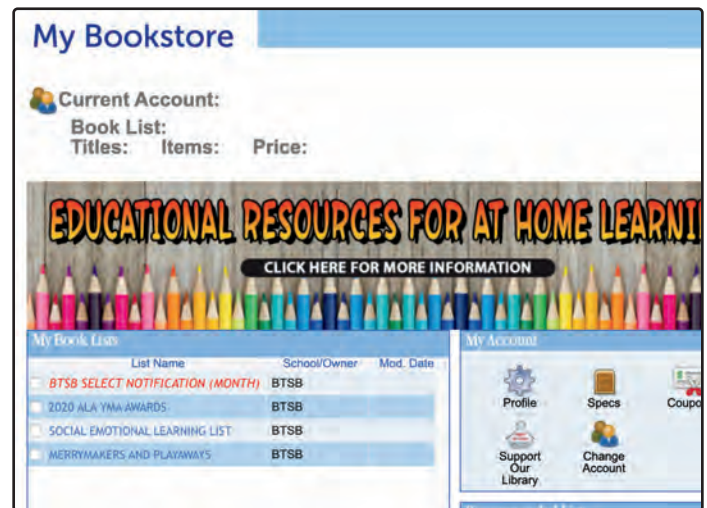 My Bookstore
Current Account:
Book List:
Titles: Items: Price:
EDUCATIONAL RESOURCES FOR AT HOME LEARNI
CLICK HERE FOR MORE INFORMATION
My Book Lists
List Name School/Owner Mod. Date
BTSB SELECT NOTIFICATION (MONTH) BTSB
2020 ALA YMA AWARDS BTSB
SOCIAL EMOTIONAL LEARNING LIST BTSB
MERRYMAKERS AND PLAYAWAYS BTSB
My Account
Profile Specs Coupo
Support Our Library
Change Account